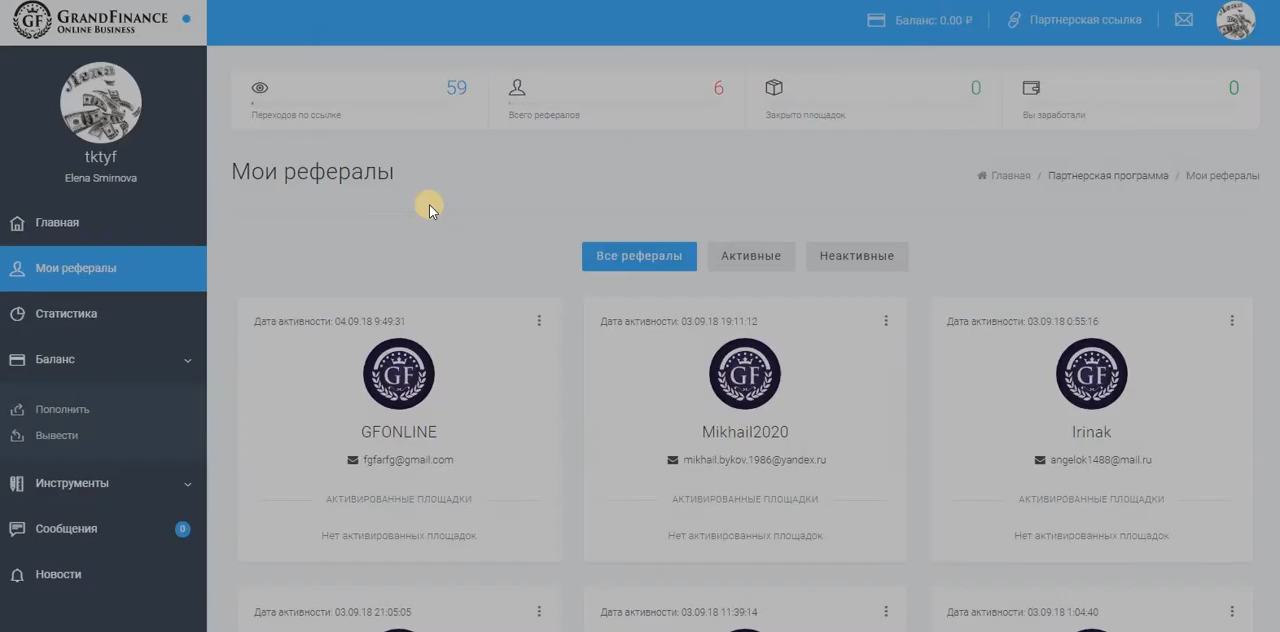 GF GRANDFINANCE
ONLINE BUSINESS
Баланс: 0.00 ₽
Партнерская ссылка
tktyf
Elena Smirnova
Главная
Мои рефералы
Статистика
Баланс
Пополнить
Вывести
Инструменты
Сообщения 0
Новости
59
Переходов по ссылке
6
Всего рефералов
0
Закрыто площадок
0
Вы заработали
Мои рефералы
Главная / Партнерская программа / Мои рефералы
Все рефералы Активные Неактивные
Дата активности: 04.09.18 9:49:31
GF
GFONLINE
fgfarfg@gmail.com
АКТИВИРОВАННЫЕ ПЛОЩАДКИ
Нет активированных площадок
Дата активности: 03.09.18 19:11:12
GF
Mikhail2020
mikhail.bykov.1986@yandex.ru
АКТИВИРОВАННЫЕ ПЛОЩАДКИ
Нет активированных площадок
Дата активности: 03.09.18 0:55:16
GF
Irinak
angelok1488@mail.ru
АКТИВИРОВАННЫЕ ПЛОЩАДКИ
Нет активированных площадок
Дата активности: 03.09.18 21:05:05
Дата активности: 03.09.18 11:39:14
Дата активности: 03.09.18 1:04:40